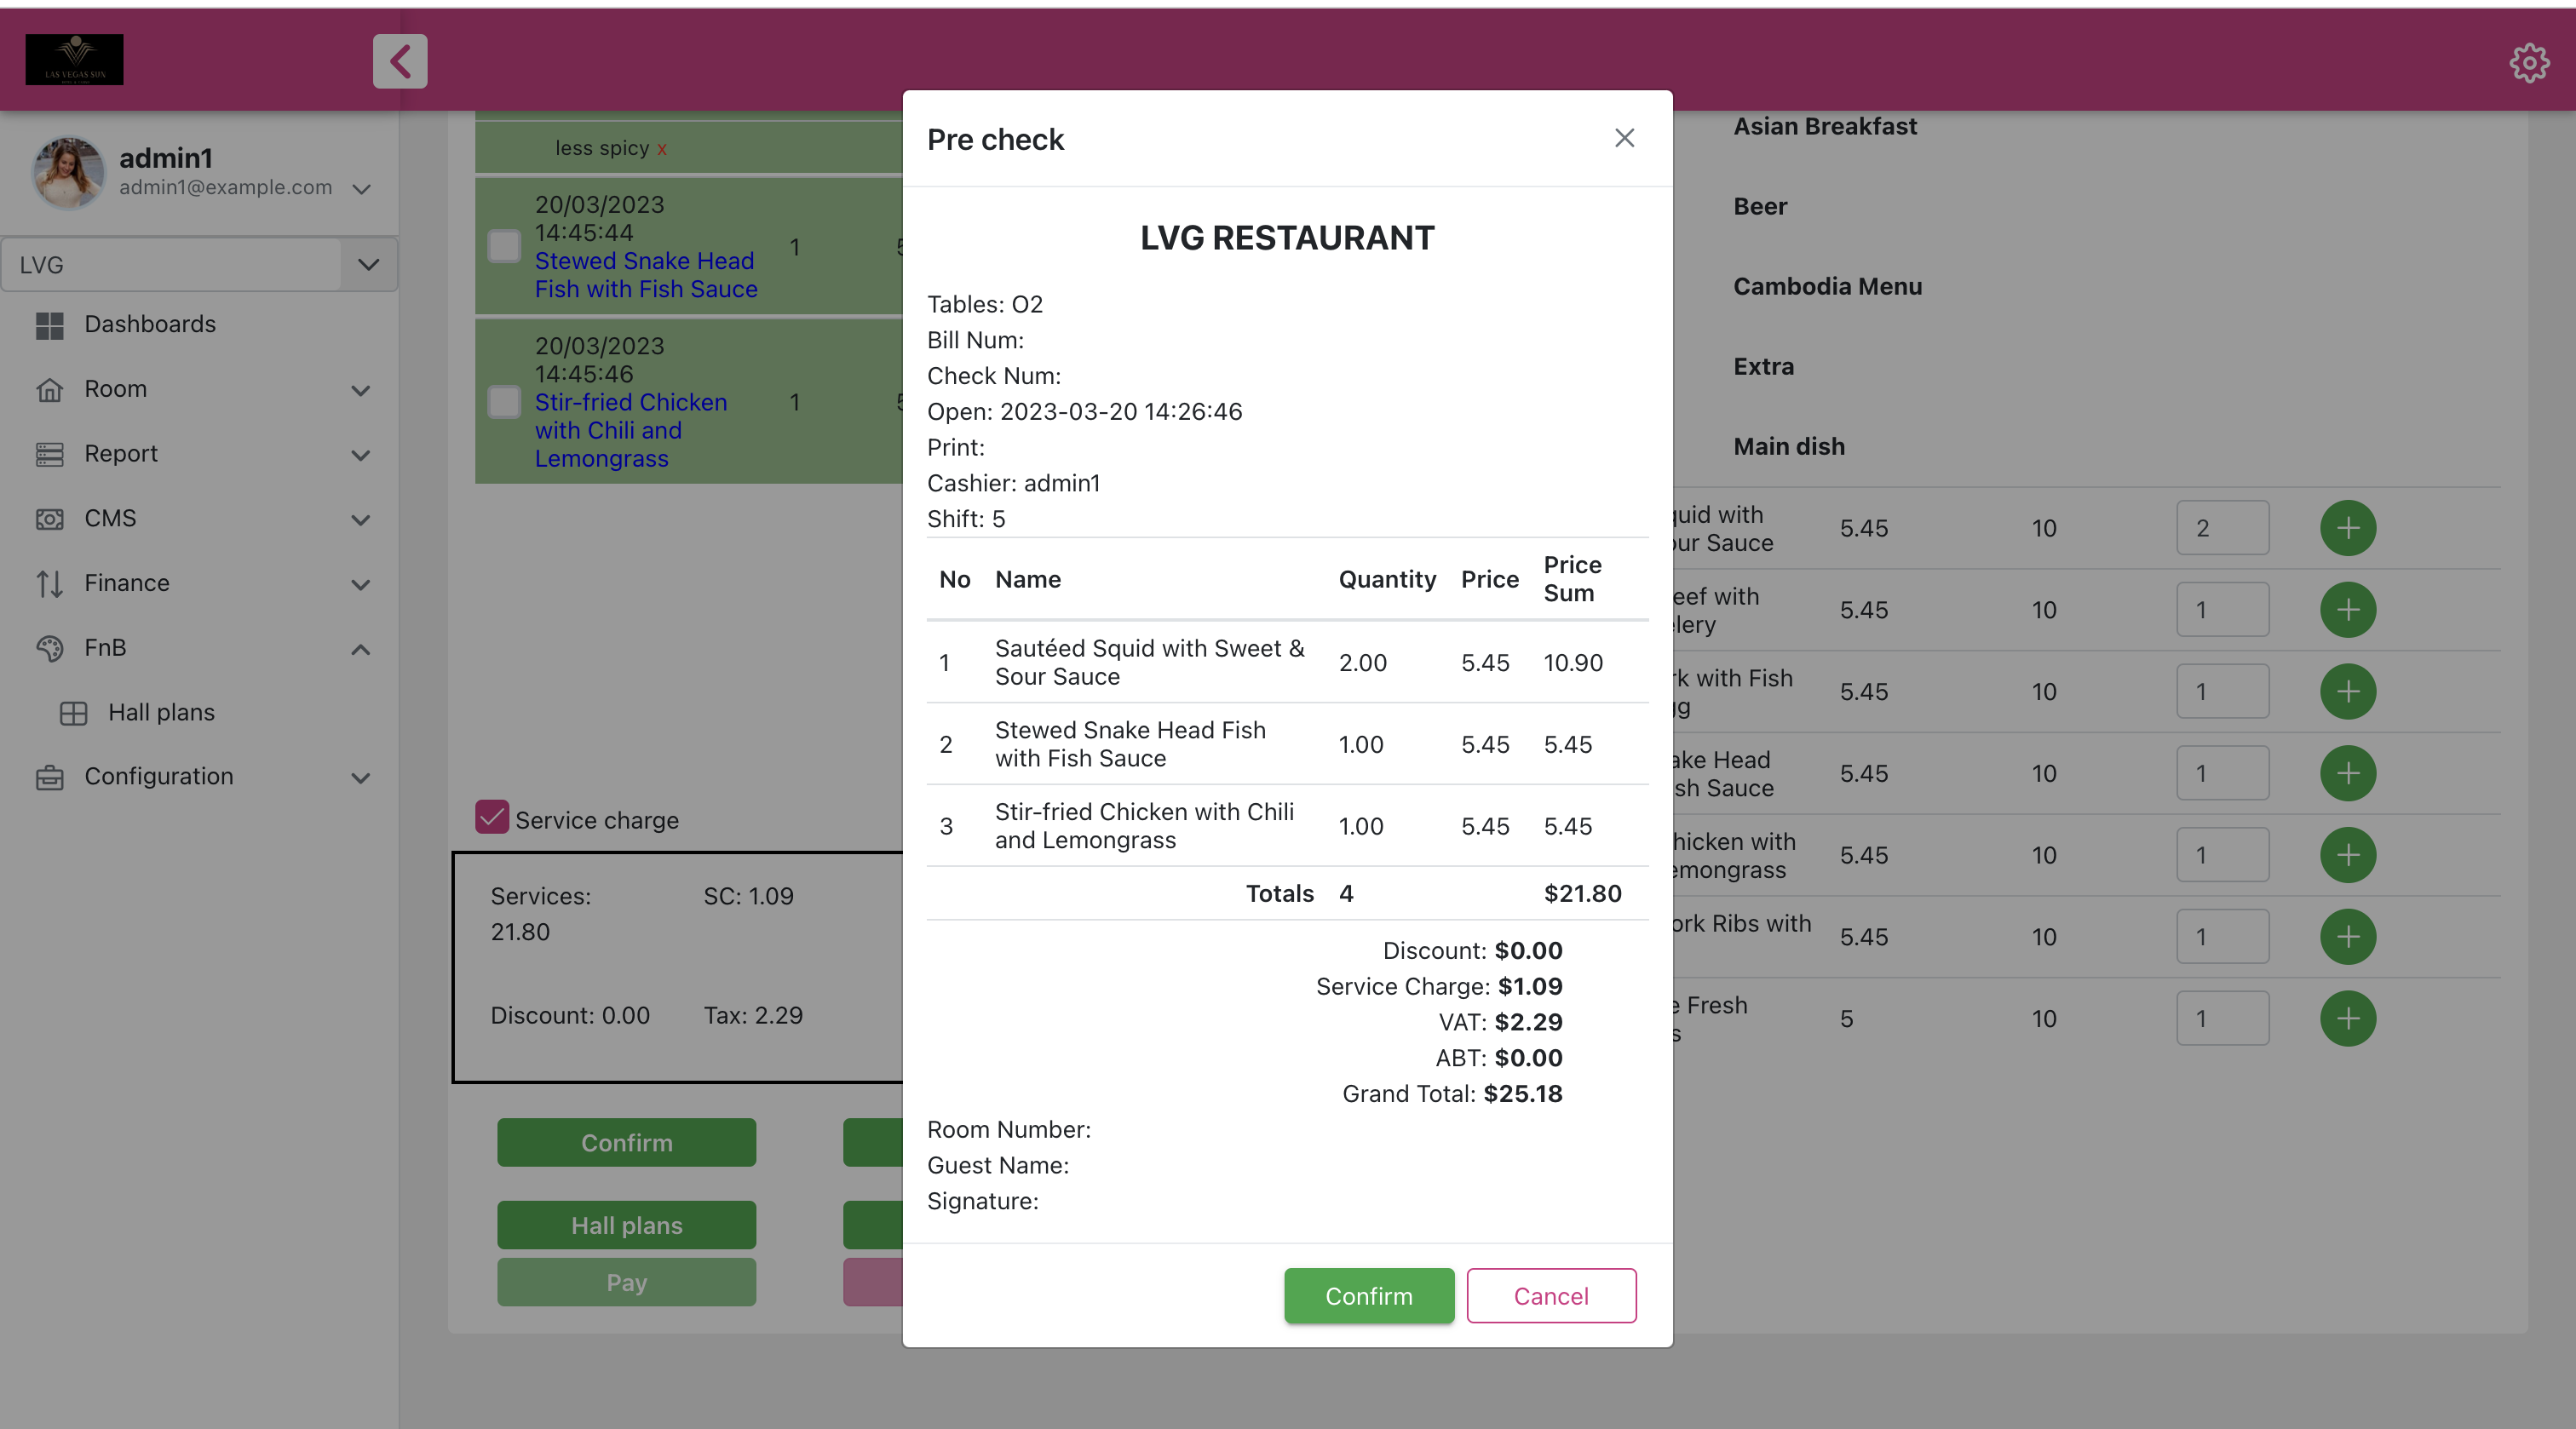 LAS VEGAS SUN
admin1
admin1@example.com
LVG
Dashboards
Room
Report
CMS
Finance
FnB
Hall plans
Configuration
less spicy x
20/03/2023
14:45:44
Stewed Snake Head
Fish with Fish Sauce
1
20/03/2023
14:45:46
Stir-fried Chicken
with Chili and
Lemongrass
1
Service charge
Services:
21.80
SC: 1.09
Discount: 0.00
Tax: 2.29
Confirm
Hall plans
Pay
Pre check
LVG RESTAURANT
Tables: O2
Bill Num:
Check Num:
Open: 2023-03-20 14:26:46
Print:
Cashier: admin1
Shift: 5
No Name Quantity Price Price Sum
1 Sautéed Squid with Sweet & 2.00 5.45 10.90
Sour Sauce
2 Stewed Snake Head Fish 1.00 5.45 5.45
with Fish Sauce
3 Stir-fried Chicken with Chili 1.00 5.45 5.45
and Lemongrass
Totals 4 $21.80
Discount: $0.00
Service Charge: $1.09
VAT: $2.29
ABT: $0.00
Grand Total: $25.18
Room Number:
Guest Name:
Signature:
Confirm Cancel
Asian Breakfast
Beer
Cambodia Menu
Extra
Main dish
with 5.45 10 2
Sauce
with 5.45 10 1
with Fish 5.45 10 1
Head 5.45 10 1
Sauce
with 5.45 10 1
Ribs with 5.45 10 1
Fresh 5 10 1